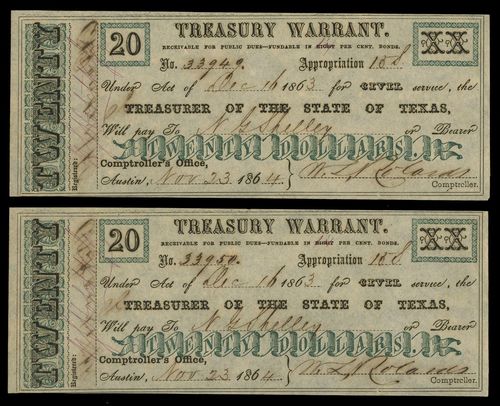 TWENTY
Registered:
20
TREASURY WARRANT.
RECEIVABLE FOR PUBLIC DUES—FUNDABLE IN EIGHT PER CENT. BONDS.
XX
No. 33949. Appropriation
Under Act of Dec 16 1863 for CIVIL service, the
TREASURER OF THE STATE OF TEXAS,
Will pay To N G Shelley or Bearer
TWENTY DOLLARS.
Comptroller's Office,
Austin, Nov 23 1864
Comptroller.
TWENTY
Registered:
20
TREASURY WARRANT.
RECEIVABLE FOR PUBLIC DUES—FUNDABLE IN EIGHT PER CENT. BONDS.
XX
No. 33950. Appropriation
Under Act of Dec 16 1863 for CIVIL service, the
TREASURER OF THE STATE OF TEXAS,
Will pay To N G Shelley or Bearer
TWENTY DOLLARS.
Comptroller's Office,
Austin, Nov 23 1864
Comptroller.